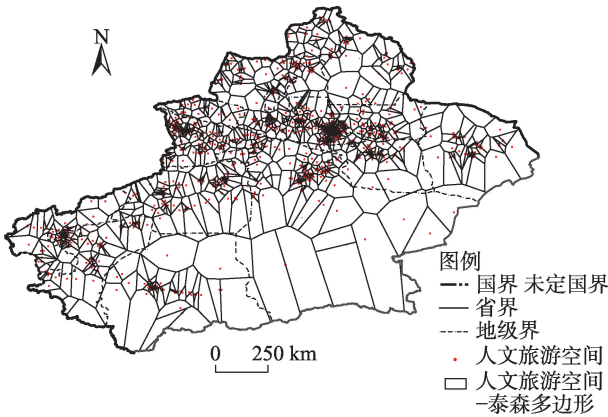 N
图例
国界 未定国界
省界
地级界
人文旅游空间
人文旅游空间
-泰森多边形
0 250 km